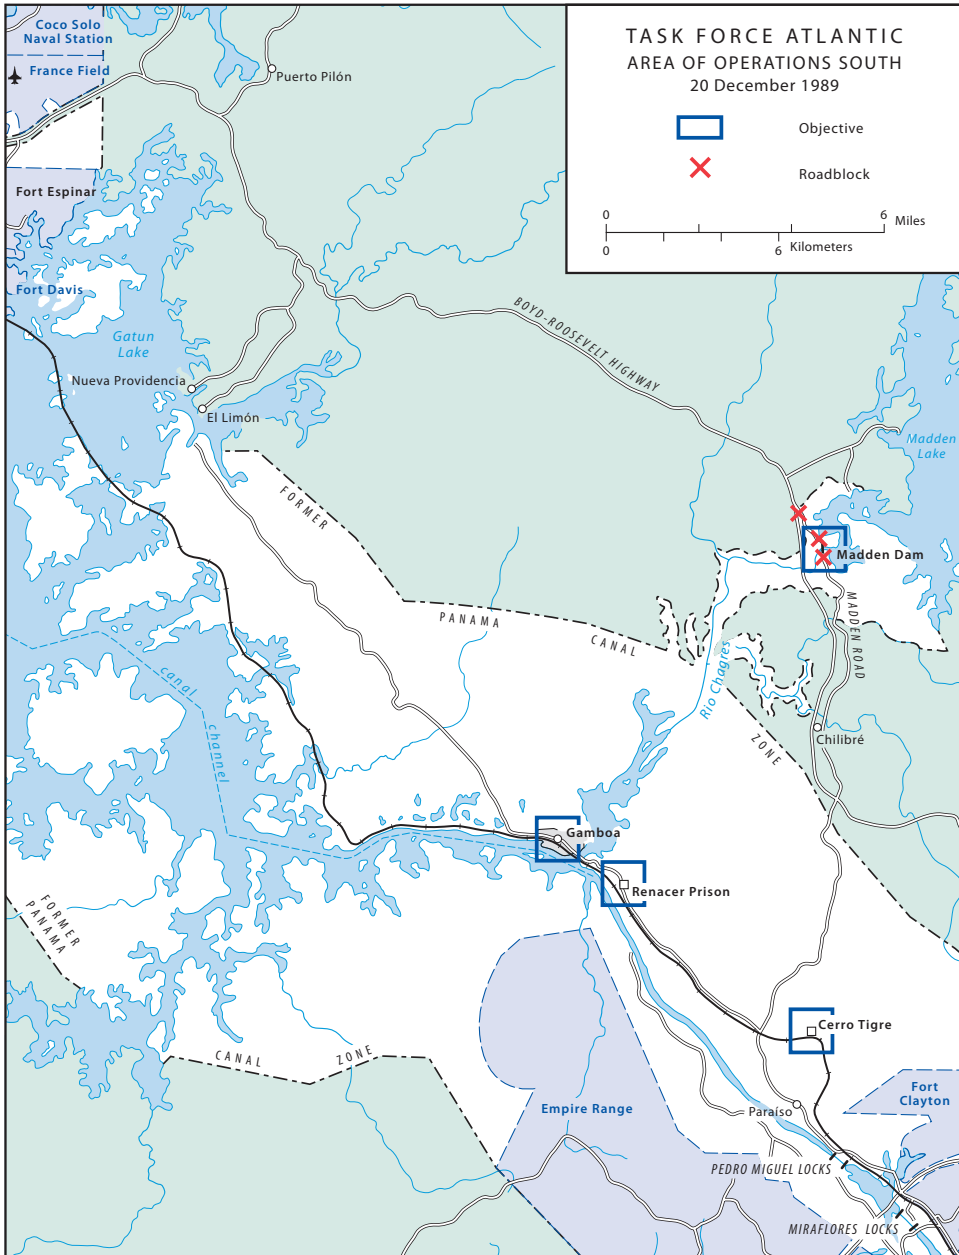 Coco Solo
Naval Station
France Field
Puerto Pilón
TASK FORCE ATLANTIC
AREA OF OPERATIONS SOUTH
20 December 1989
Objective
Roadblock
0 6 Miles
0 6 Kilometers
Fort Espinar
Fort Davis
Gatun
Lake
BOYD-ROOSEVELT HIGHWAY
Nueva Providencia
El Limón
Madden
Lake
FORMER
PANAMA
CANAL
ZONE
Madden Dam
MADDEN ROAD
Rio Chagres
canal
channel
Chilibré
Gamboa
Renacer Prison
FORMER
PANAMA
CANAL
ZONE
Cerro Tigre
Empire Range
Fort
Clayton
Paraíso
PEDRO MIGUEL LOCKS
MIRAFLORES LOCKS